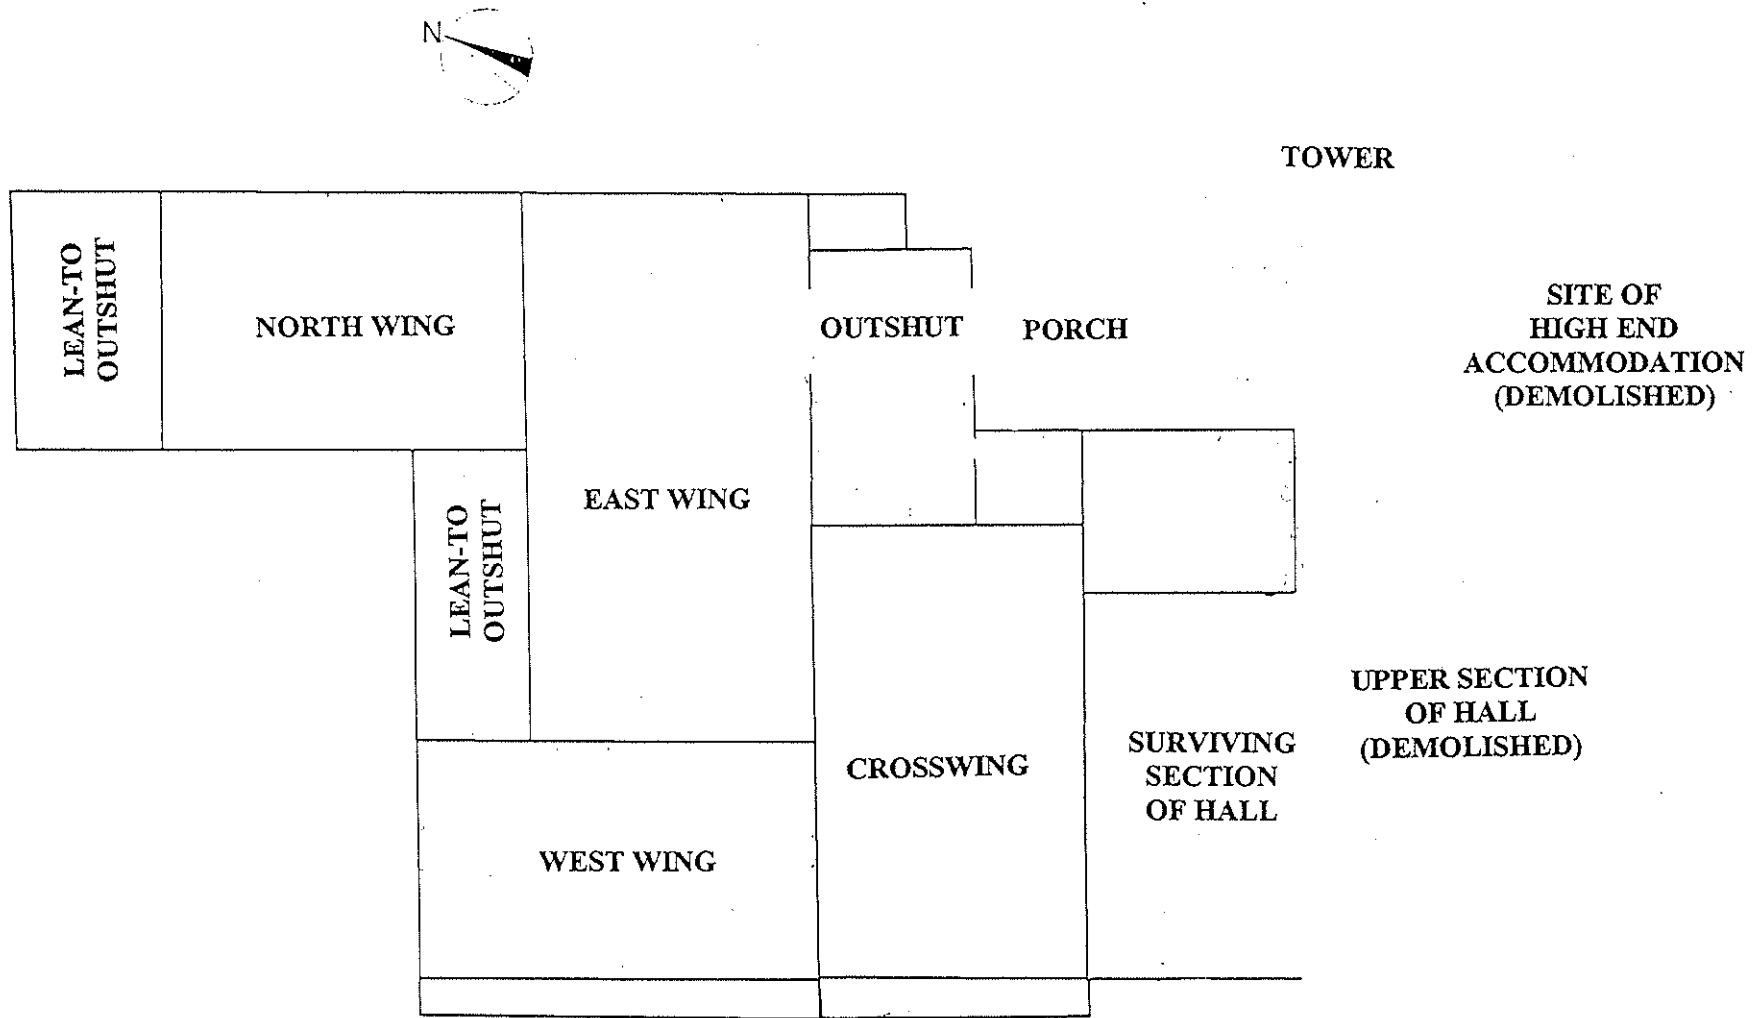 N
TOWER
LEAN-TO
OUTSHUT
NORTH WING
OUTSHUT
PORCH
SITE OF
HIGH END
ACCOMMODATION
(DEMOLISHED)
LEAN-TO
OUTSHUT
EAST WING
UPPER SECTION
OF HALL
(DEMOLISHED)
SURVIVING
SECTION
OF HALL
CROSSWING
WEST WING